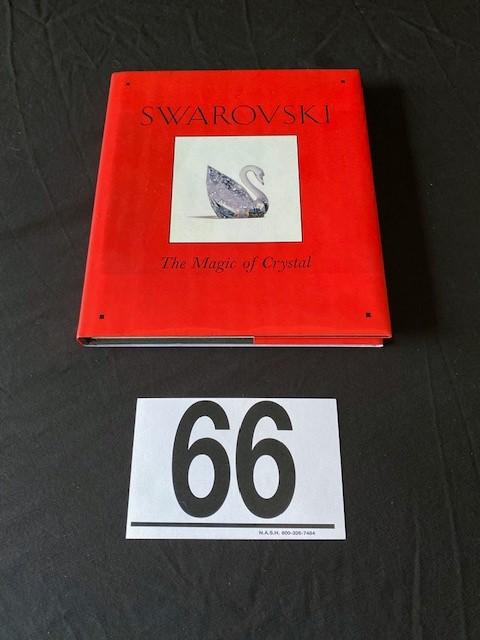 SWAROVSKI
The Magic of Crystal
66
N.A.S.H. 800-326-7484